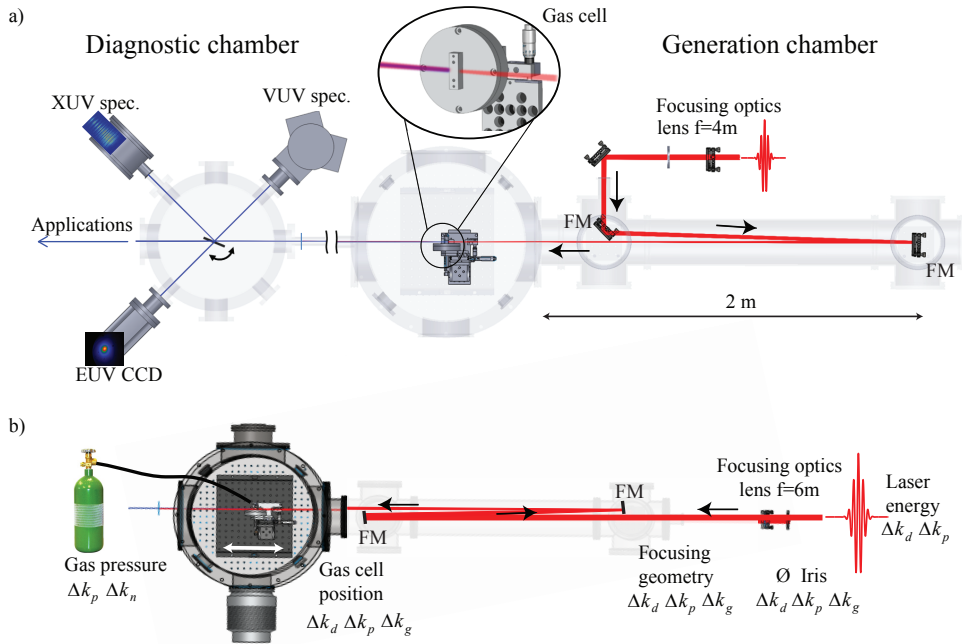 a)
Diagnostic chamber
Gas cell
Generation chamber
XUV spec.
VUV spec.
Focusing optics
lens f=4m
Applications
FM
FM
2 m
EUV CCD
b)
Focusing optics
lens f=6m
Laser
energy
Δk_d Δk_p
FM
FM
Gas pressure
Δk_p Δk_n
Gas cell
position
Δk_d Δk_p Δk_g
Focusing
geometry
Δk_d Δk_p Δk_g
Ø Iris
Δk_d Δk_p Δk_g